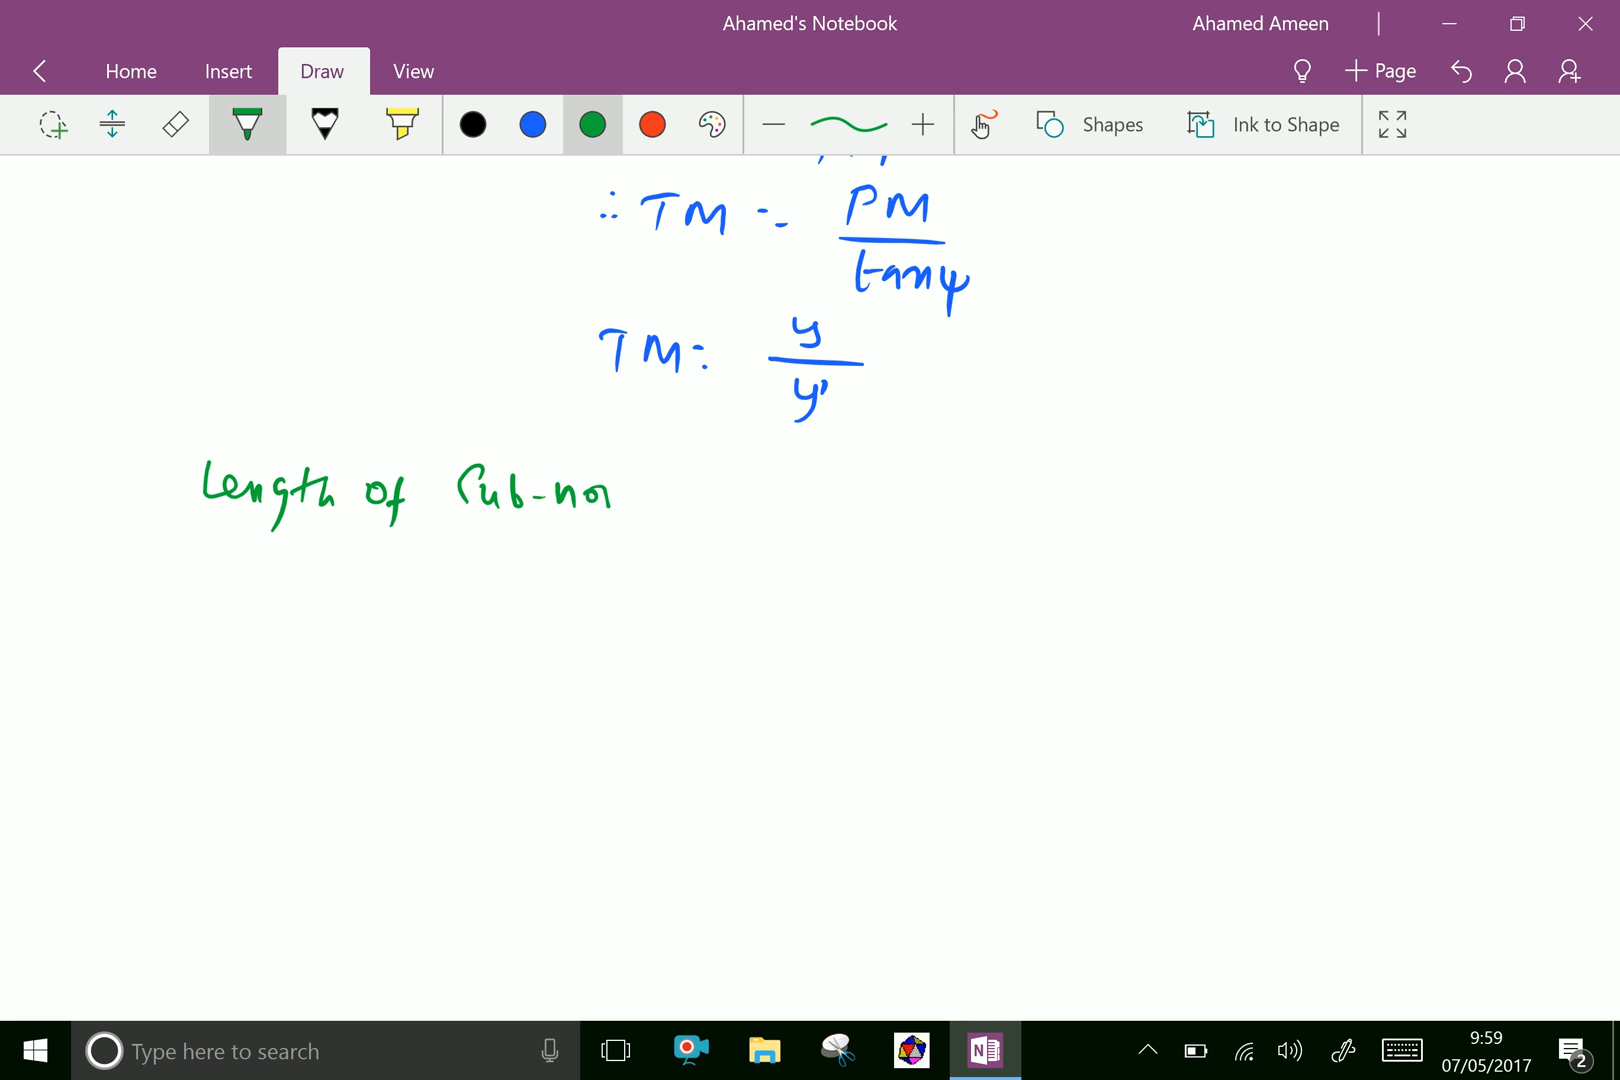 Ahamed's Notebook Ahamed Ameen
Home Insert Draw View Page
Shapes Ink to Shape
∴ TM = PM
tanψ
TM = y
y'
Length of Sub-nor
Type here to search N 9:59
07/05/2017 2